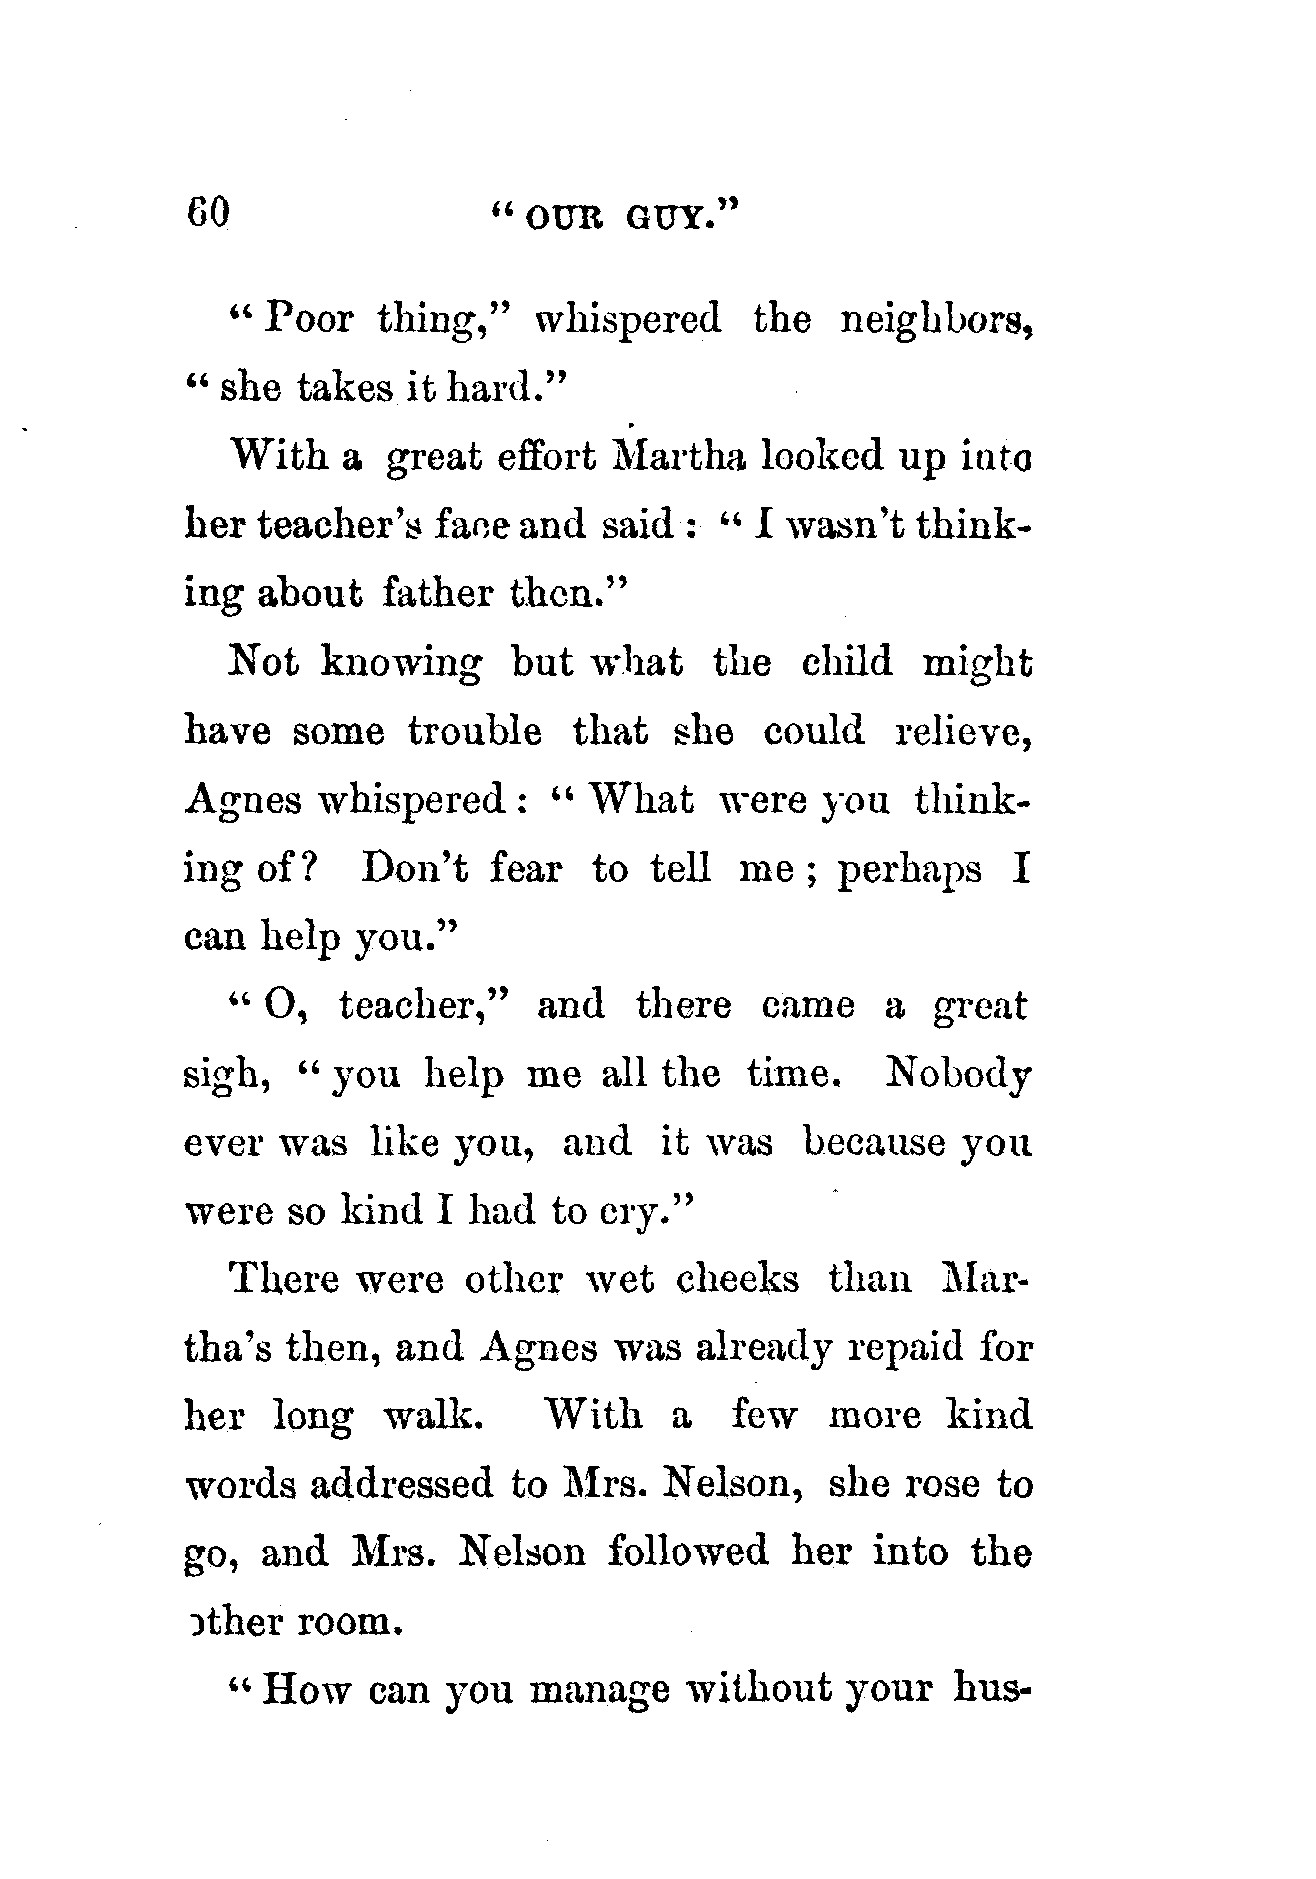 60 “ OUR GUY.”
“ Poor thing,” whispered the neighbors,
“ she takes it hard.”
With a great effort Martha looked up into
her teacher’s face and said : “ I wasn’t think-
ing about father then.”
Not knowing but what the child might
have some trouble that she could relieve,
Agnes whispered : “ What were you think-
ing of ? Don’t fear to tell me ; perhaps I
can help you.”
“ O, teacher,” and there came a great
sigh, “ you help me all the time. Nobody
ever was like you, and it was because you
were so kind I had to cry.”
There were other wet cheeks than Mar-
tha’s then, and Agnes was already repaid for
her long walk. With a few more kind
words addressed to Mrs. Nelson, she rose to
go, and Mrs. Nelson followed her into the
other room.
“ How can you manage without your hus-